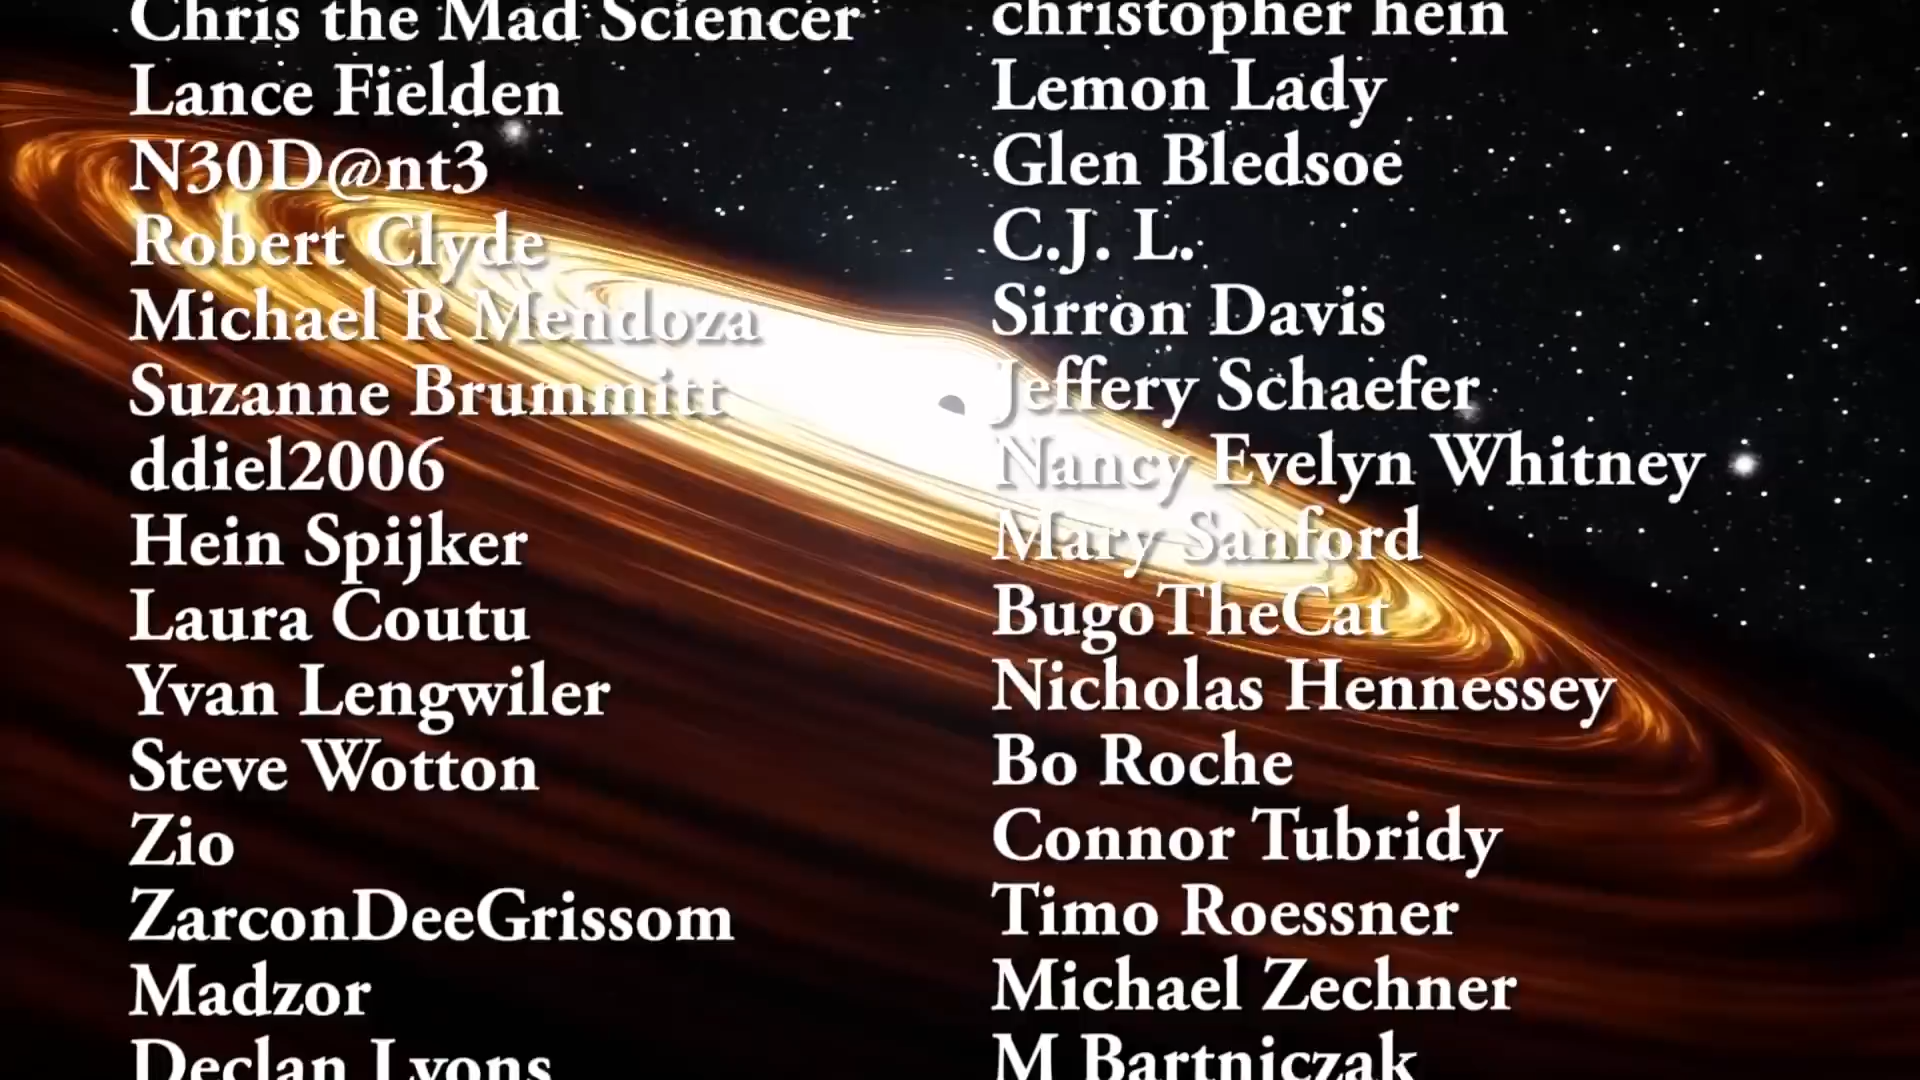 Chris the Mad Sciencer
Lance Fielden
N30D@nt3
Robert Clyde
Michael R Mendoza
Suzanne Brummitt
ddiel2006
Hein Spijker
Laura Coutu
Yvan Lengwiler
Steve Wotton
Zio
ZarconDeeGrissom
Madzor
Declan Lyons
christopher hein
Lemon Lady
Glen Bledsoe
C.J. L.
Sirron Davis
Jeffery Schaefer
Nancy Evelyn Whitney
Mary Sanford
BugoTheCat
Nicholas Hennessey
Bo Roche
Connor Tubridy
Timo Roessner
Michael Zechner
M Bartniczak